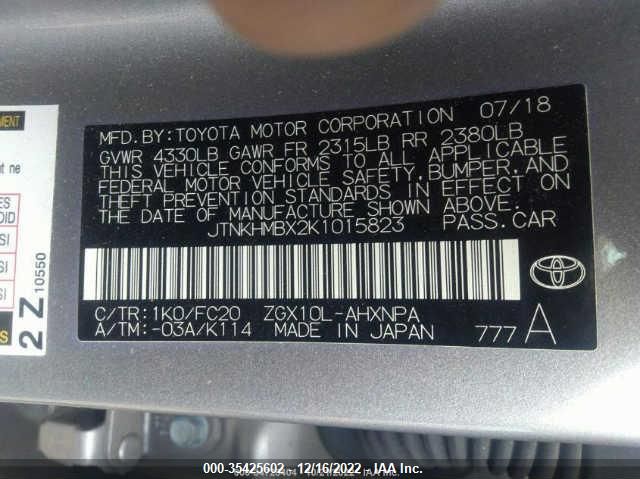 MFD.BY:TOYOTA MOTOR CORPORATION 07/18
GVWR 4330LB GAWR FR 2315LB RR 2380LB
THIS VEHICLE CONFORMS TO ALL APPLICABLE
FEDERAL MOTOR VEHICLE SAFETY,BUMPER,AND
THEFT PREVENTION STANDARDS IN EFFECT ON
THE DATE OF MANUFACTURE SHOWN ABOVE.
JTNKHMBX2K1015823 PASS.CAR
C/TR:1K0/FC20 ZGX10L-AHXNPA
A/TM:-03A/K114 MADE IN JAPAN 777A
2Z
10550
000-35425602 - 12/16/2022 - IAA Inc.